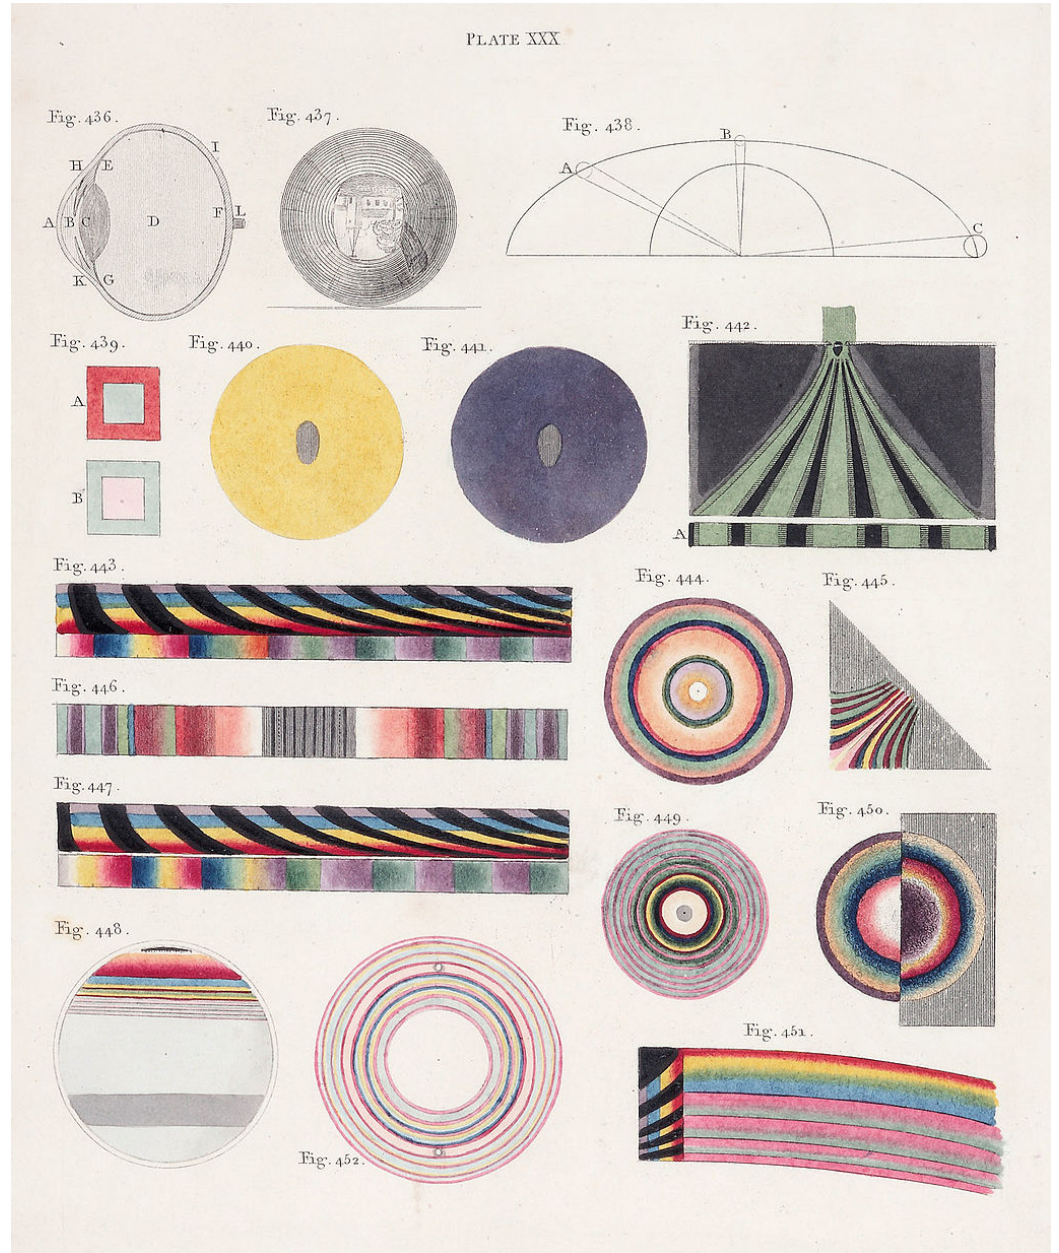 PLATE XXX
Fig. 436.
H E I
A B C D F L
K G
Fig. 437.
Fig. 438.
A B C
Fig. 439.
A
B
Fig. 440.
Fig. 441.
Fig. 442.
A
Fig. 443.
Fig. 444.
Fig. 445.
Fig. 446.
Fig. 447.
Fig. 448.
Fig. 449.
Fig. 450.
Fig. 451.
Fig. 452.